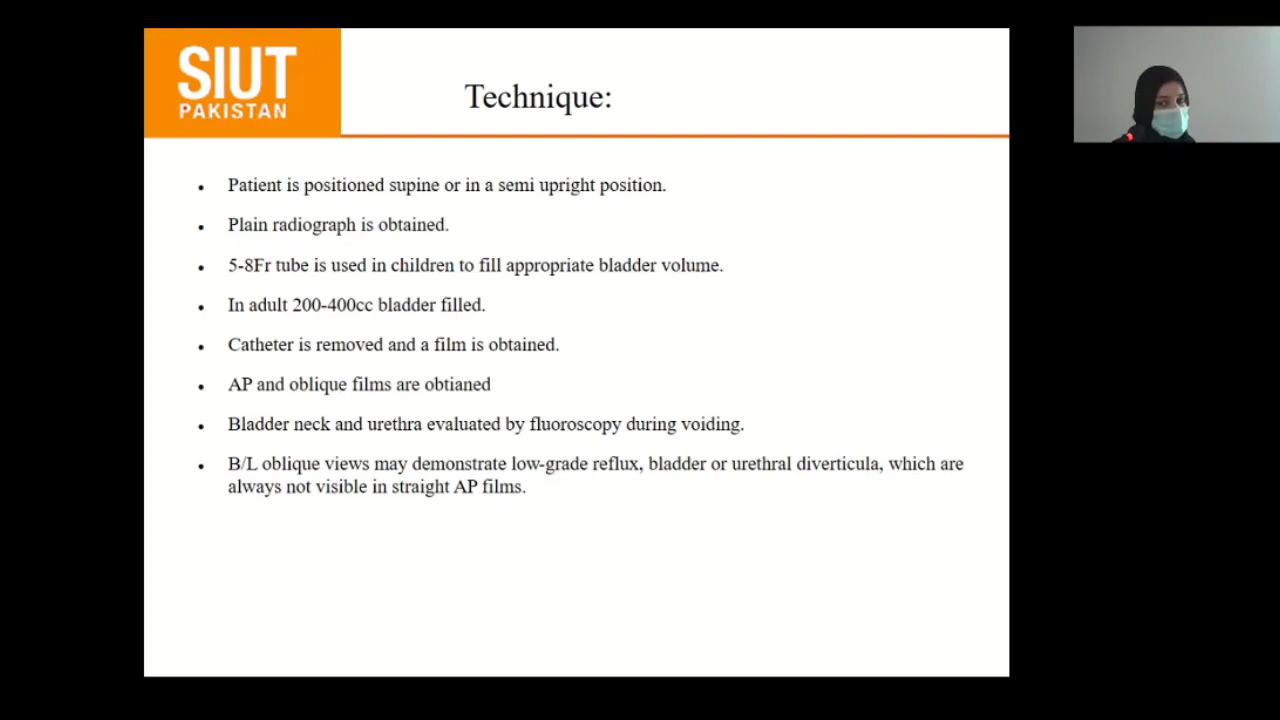 SIUT
PAKISTAN
Technique:
• Patient is positioned supine or in a semi upright position.
• Plain radiograph is obtained.
• 5-8Fr tube is used in children to fill appropriate bladder volume.
• In adult 200-400cc bladder filled.
• Catheter is removed and a film is obtained.
• AP and oblique films are obtianed
• Bladder neck and urethra evaluated by fluoroscopy during voiding.
• B/L oblique views may demonstrate low-grade reflux, bladder or urethral diverticula, which are
always not visible in straight AP films.